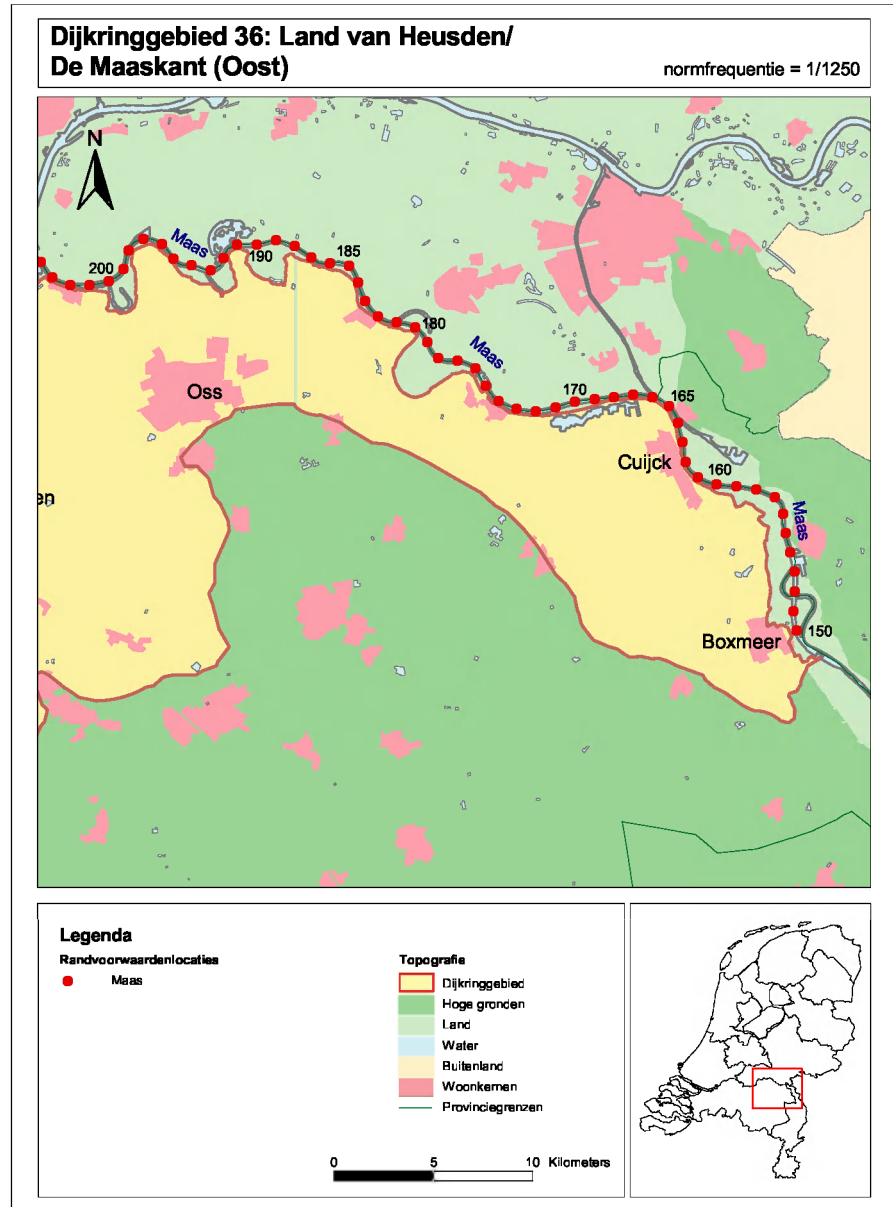 Dijkringgebied 36: Land van Heusden/
De Maaskant (Oost)
normfrequentie = 1/1250
N
Maas
200
190
185
180
Maas
170
165
Oss
Cuijck
160
en
Maas
Boxmeer
150
Legenda
Randvoorwaardenlocaties
Maas
Topografie
Dijkringgebied
Hoge gronden
Land
Water
Buitenland
Woonkernen
Provinciegrenzen
0 5 10 Kilometers